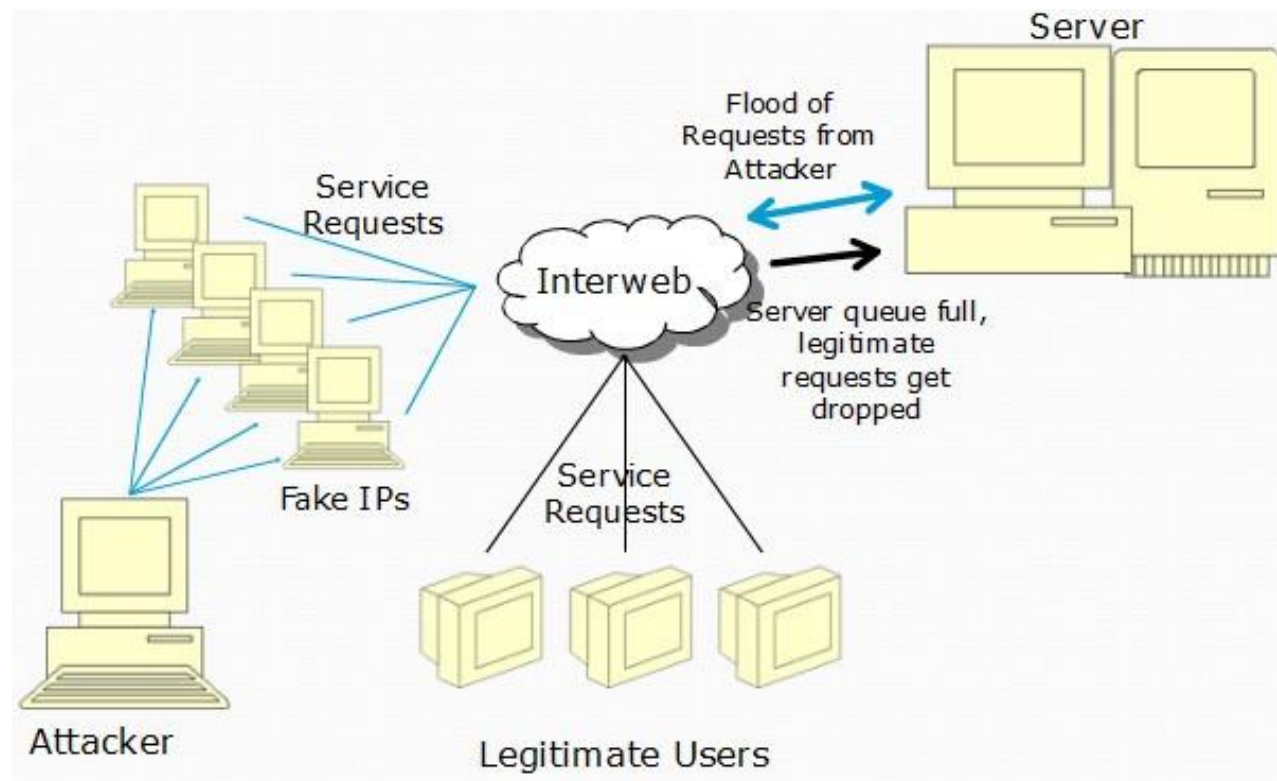 Server
Flood of
Requests from
Attacker
Service
Requests
Interweb
Server queue full,
legitimate
requests get
dropped
Fake IPs
Service
Requests
Attacker
Legitimate Users